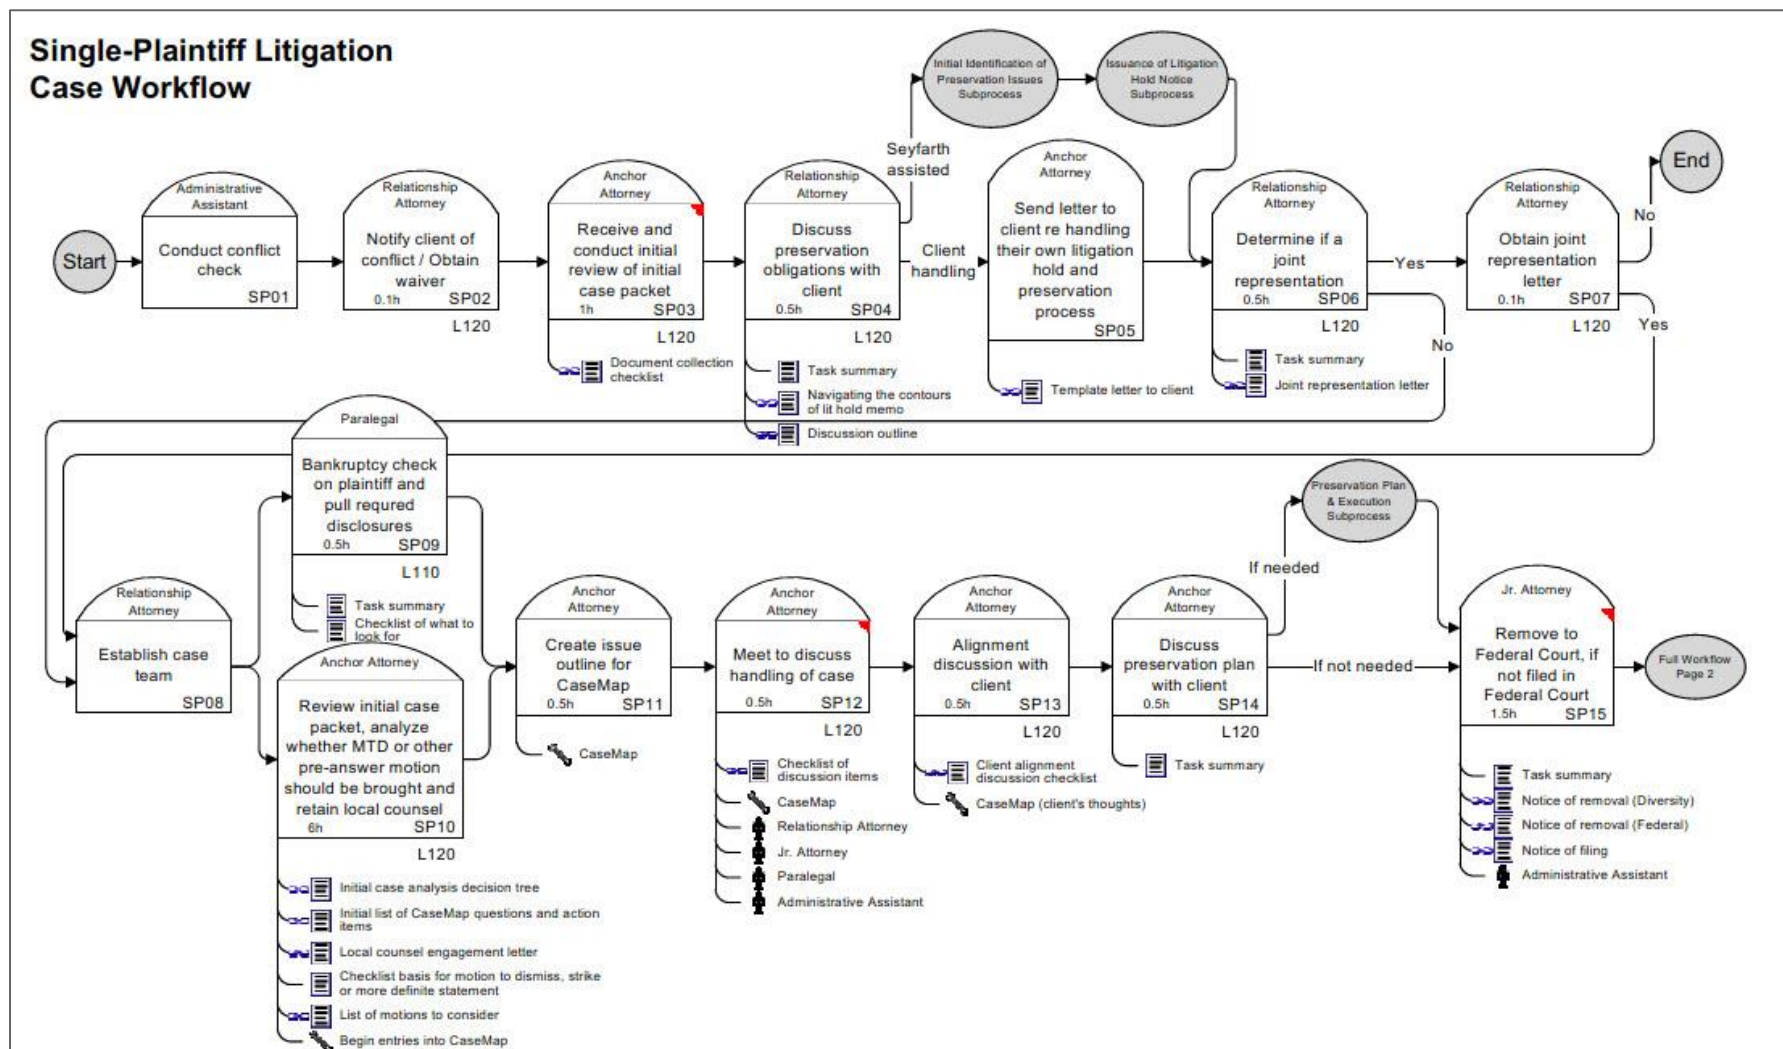 Single-Plaintiff Litigation
Case Workflow
Initial Identification of
Preservation Issues
Subprocess
Issuance of Litigation
Hold Notice
Subprocess
Seyfarth
assisted
Client
handling
Start
Administrative
Assistant
Conduct conflict
check
SP01
Relationship
Attorney
Notify client of
conflict / Obtain
waiver
0.1h SP02
L120
Anchor
Attorney
Receive and
conduct initial
review of initial
case packet
1h SP03
L120
Document collection
checklist
Relationship
Attorney
Discuss
preservation
obligations with
client
0.5h SP04
L120
Task summary
Navigating the contours
of lit hold memo
Discussion outline
Anchor
Attorney
Send letter to
client re handling
their own litigation
hold and
preservation
process
SP05
Template letter to client
Relationship
Attorney
Determine if a
joint
representation
0.5h SP06
L120
Task summary
Joint representation letter
Yes
No
Relationship
Attorney
Obtain joint
representation
letter
0.1h SP07
L120
No
Yes
End
Relationship
Attorney
Establish case
team
SP08
Paralegal
Bankruptcy check
on plaintiff and
pull requred
disclosures
0.5h SP09
L110
Task summary
Checklist of what to
look for
Anchor Attorney
Review initial case
packet, analyze
whether MTD or other
pre-answer motion
should be brought and
retain local counsel
6h SP10
L120
Initial case analysis decision tree
Initial list of CaseMap questions and action
items
Local counsel engagement letter
Checklist basis for motion to dismiss, strike
or more definite statement
List of motions to consider
Begin entries into CaseMap
Anchor
Attorney
Create issue
outline for
CaseMap
0.5h SP11
CaseMap
Anchor
Attorney
Meet to discuss
handling of case
0.5h SP12
L120
Checklist of
discussion items
CaseMap
Relationship Attorney
Jr. Attorney
Paralegal
Administrative Assistant
Anchor
Attorney
Alignment
discussion with
client
0.5h SP13
L120
Client alignment
discussion checklist
CaseMap (client's thoughts)
Anchor
Attorney
Discuss
preservation plan
with client
0.5h SP14
L120
Task summary
If needed
If not needed
Preservation Plan
& Execution
Subprocess
Jr. Attorney
Remove to
Federal Court, if
not filed in
Federal Court
1.5h SP15
Task summary
Notice of removal (Diversity)
Notice of removal (Federal)
Notice of filing
Administrative Assistant
Full Workflow
Page 2